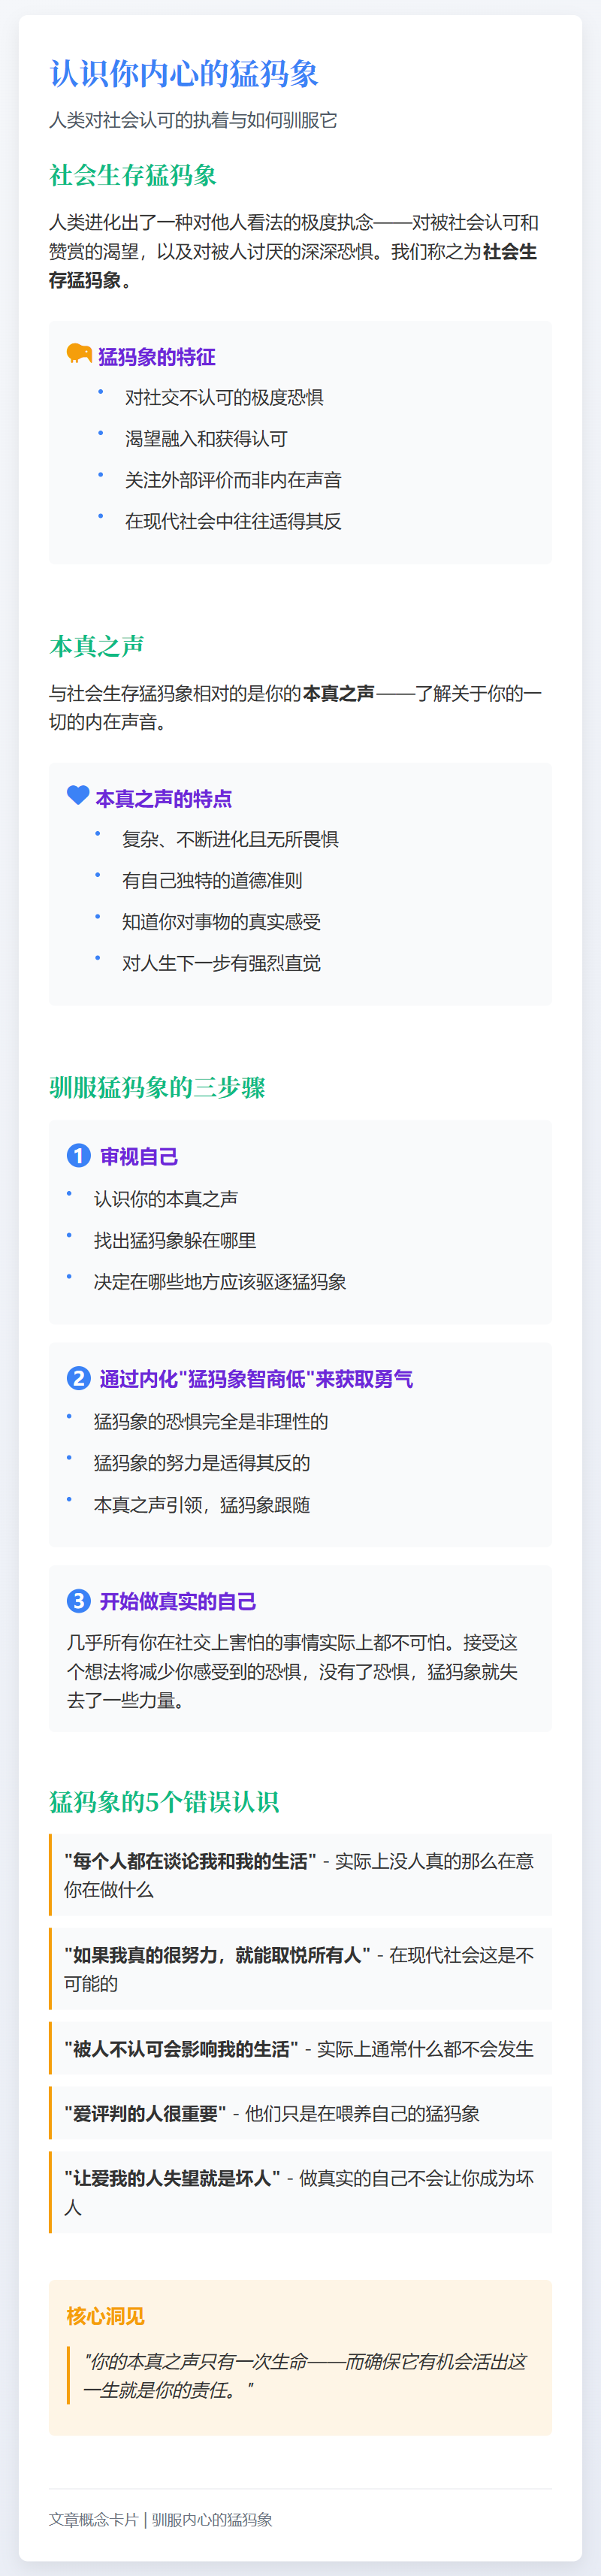 认识你内心的猛犸象
人类对社会认可的执着与如何驯服它
社会生存猛犸象
人类进化出了一种对他人看法的极度执念——对被社会认可和
赞赏的渴望，以及对被人讨厌的深深恐惧。我们称之为社会生
存猛犸象。
猛犸象的特征
• 对社交不认可的极度恐惧
• 渴望融入和获得认可
• 关注外部评价而非内在声音
• 在现代社会中往往适得其反
本真之声
与社会生存猛犸象相对的是你的本真之声——了解关于你的一
切的内在声音。
本真之声的特点
• 复杂、不断进化且无所畏惧
• 有自己独特的道德准则
• 知道你对事物的真实感受
• 对人生下一步有强烈直觉
驯服猛犸象的三步骤
1 审视自己
• 认识你的本真之声
• 找出猛犸象躲在哪里
• 决定在哪些地方应该驱逐猛犸象
2 通过内化"猛犸象智商低"来获取勇气
• 猛犸象的恐惧完全是非理性的
• 猛犸象的努力是适得其反的
• 本真之声引领，猛犸象跟随
3 开始做真实的自己
几乎所有你在社交上害怕的事情实际上都不可怕。接受这
个想法将减少你感受到的恐惧，没有了恐惧，猛犸象就失
去了一些力量。
猛犸象的5个错误认识
"每个人都在谈论我和我的生活" - 实际上没人真的那么在意
你在做什么
"如果我真的很努力，就能取悦所有人" - 在现代社会这是不
可能的
"被人不认可会影响我的生活" - 实际上通常什么都不会发生
"爱评判的人很重要" - 他们只是在喂养自己的猛犸象
"让爱我的人失望就是坏人" - 做真实的自己不会让你成为坏
人
核心洞见
"你的本真之声只有一次生命——而确保它有机会活出这
一生就是你的责任。"
文章概念卡片 | 驯服内心的猛犸象